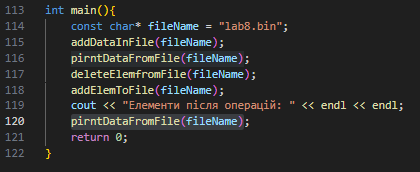 113 int main(){
114 const char* fileName = "lab8.bin";
115 addDataInFile(fileName);
116 pirntDataFromFile(fileName);
117 deleteElemfromFile(fileName);
118 addElemToFile(fileName);
119 cout << "Елементи після операцій: " << endl << endl;
120 pirntDataFromFile(fileName);
121 return 0;
122 }